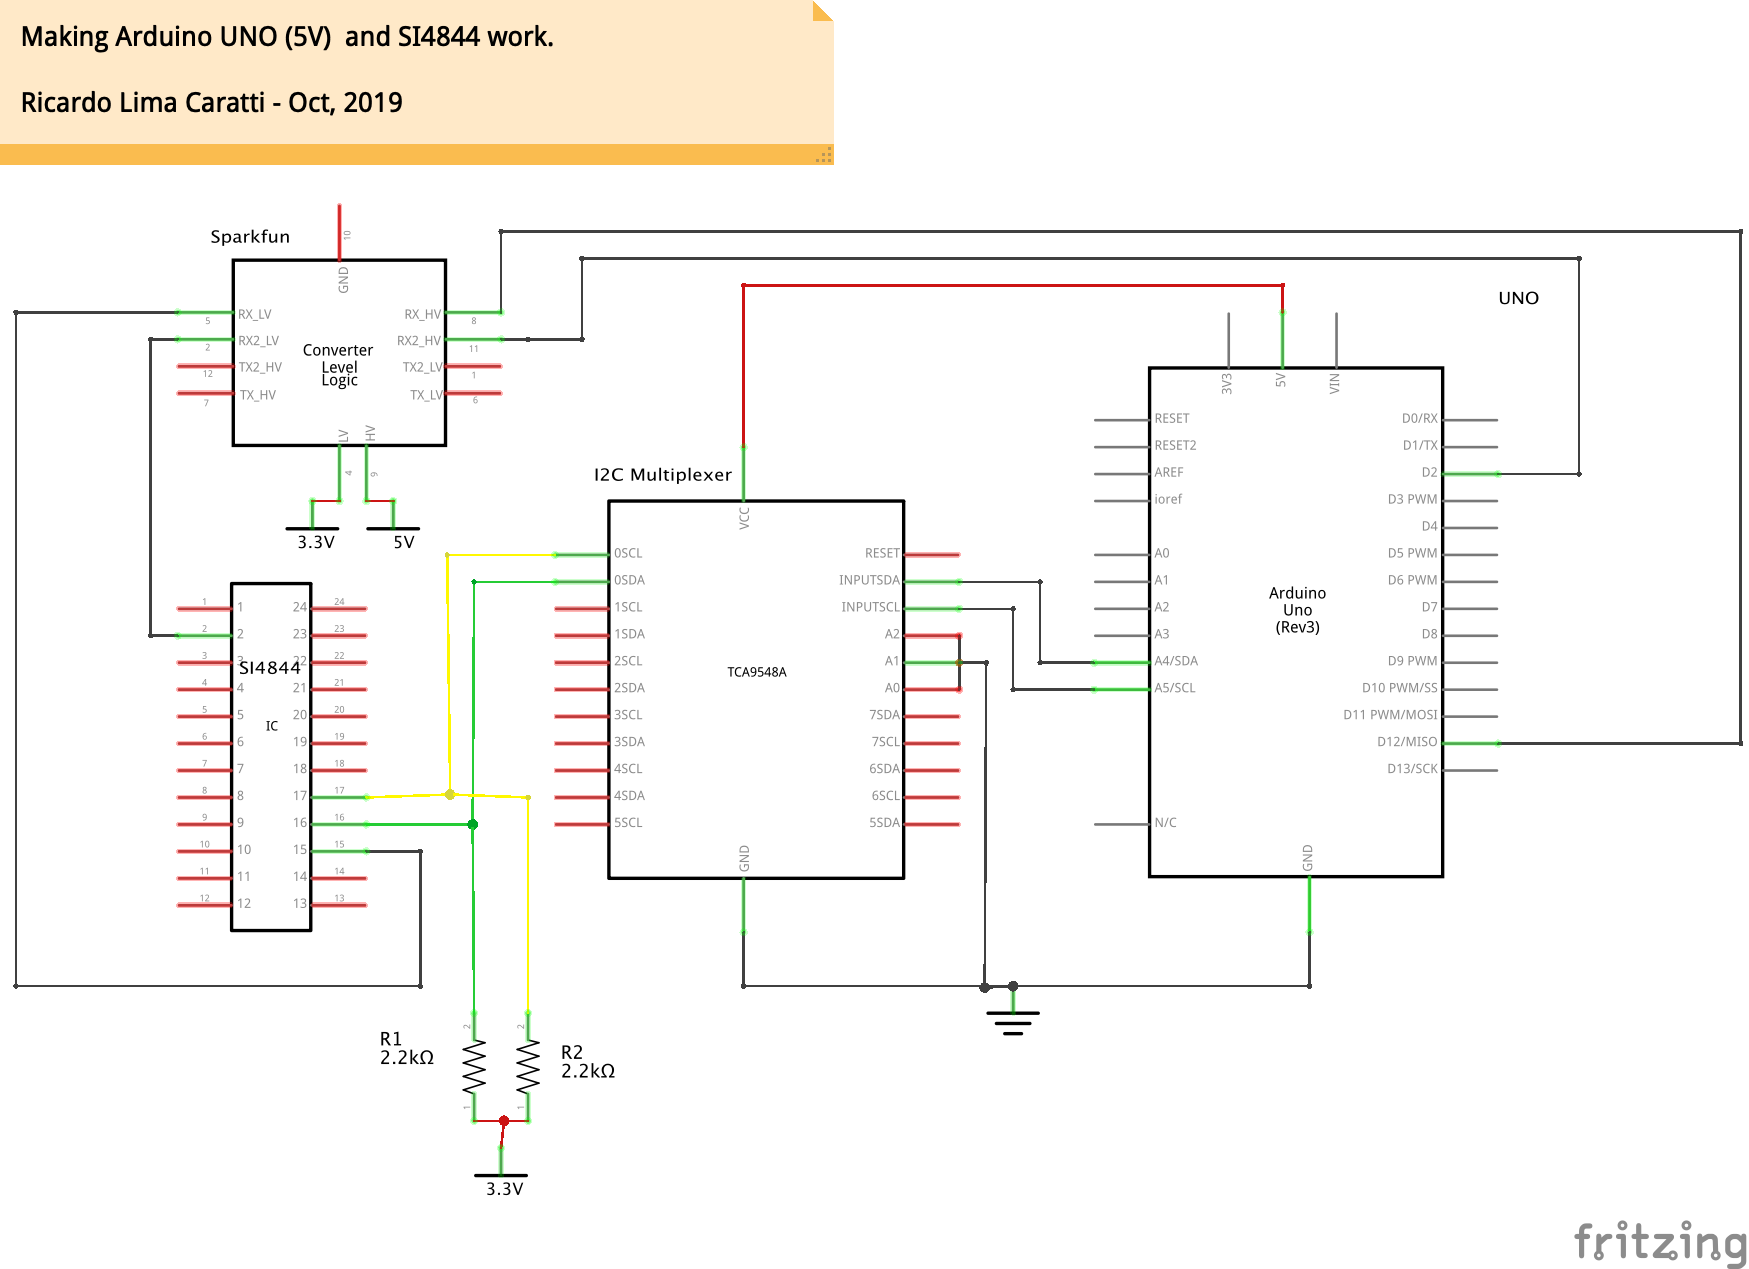 Making Arduino UNO (5V)  and SI4844 work.
Ricardo Lima Caratti - Oct, 2019
Sparkfun
10
GND
RX_LV
5
RX2_LV
2
TX2_HV
12
TX_HV
7
RX_HV
8
RX2_HV
11
TX2_LV
1
TX_LV
6
Converter
Level
Logic
LV
HV
4
9
3.3V
5V
SI4844
IC
1 1 24 24
2 2 23 23
3 3 22 22
4 4 21 21
5 5 20 20
6 6 19 19
7 7 18 18
8 8 17 17
9 9 16 16
10 10 15 15
11 11 14 14
12 12 13 13
I2C Multiplexer
VCC
0SCL
0SDA
1SCL
1SDA
2SCL
2SDA
3SCL
3SDA
4SCL
4SDA
5SCL
TCA9548A
RESET
INPUTSDA
INPUTSCL
A2
A1
A0
7SDA
7SCL
6SDA
6SCL
5SDA
GND
UNO
3V3
5V
VIN
RESET
RESET2
AREF
ioref
A0
A1
A2
A3
A4/SDA
A5/SCL
N/C
Arduino
Uno
(Rev3)
D0/RX
D1/TX
D2
D3 PWM
D4
D5 PWM
D6 PWM
D7
D8
D9 PWM
D10 PWM/SS
D11 PWM/MOSI
D12/MISO
D13/SCK
GND
R1
2.2kΩ
2
1
R2
2.2kΩ
2
1
3.3V
fritzing